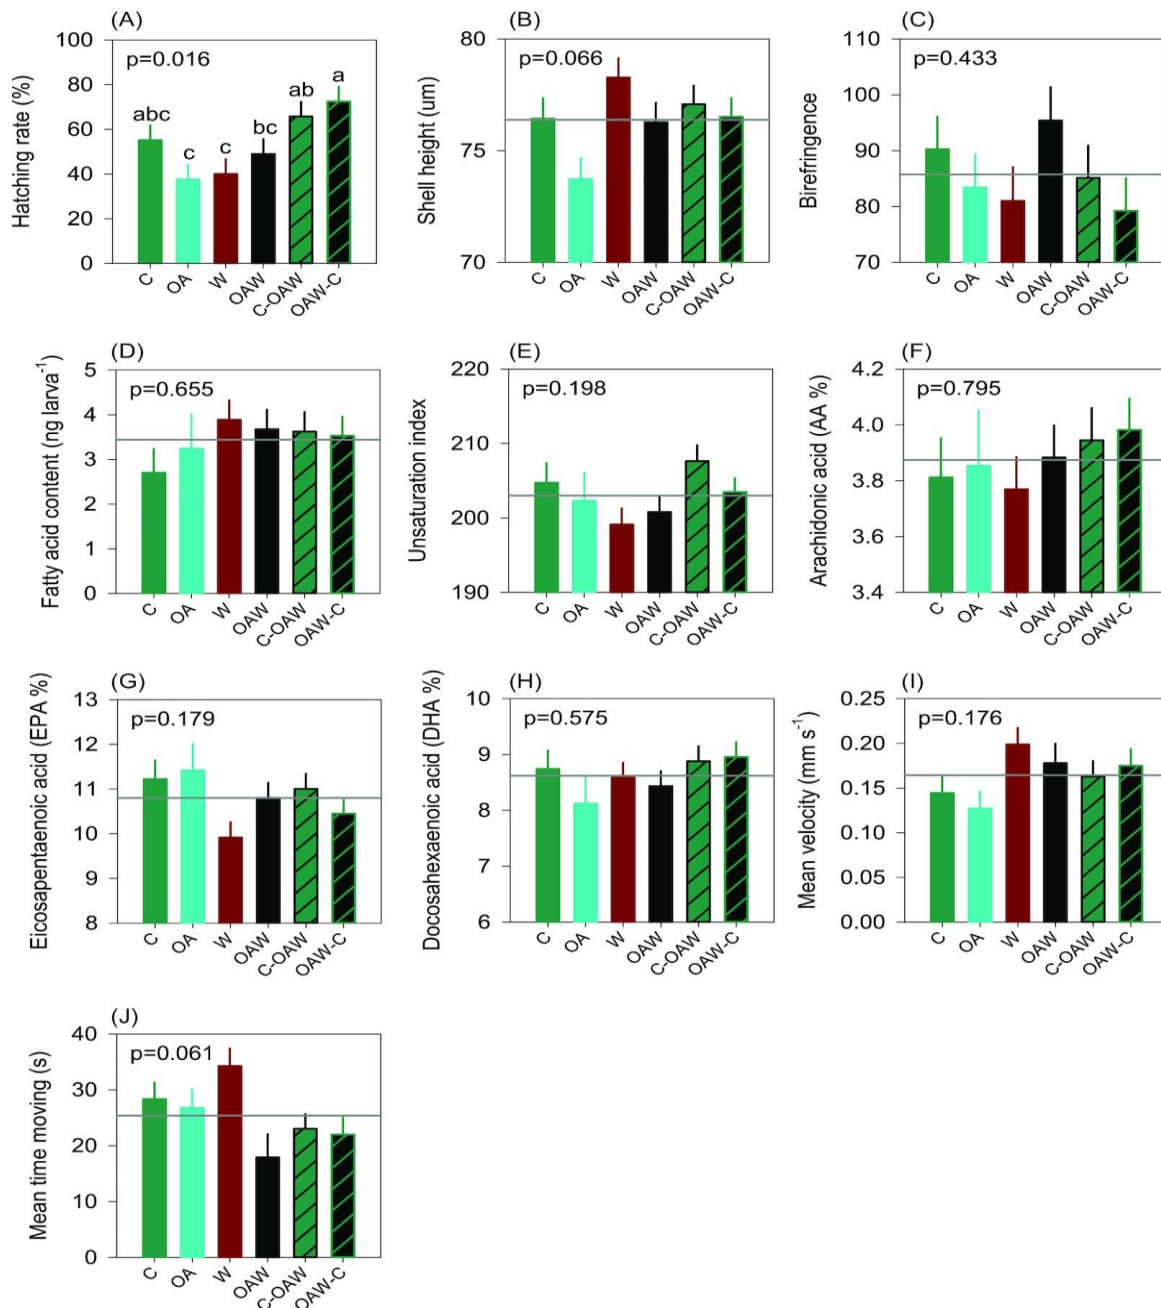 (A)
Hatching rate (%)
p=0.016
100
80
60
40
20
0
abc
c
c
bc
ab
a
C
OA
W
OAW
C-OAW
OAW-C
(B)
Shell height (um)
p=0.066
80
75
70
C
OA
W
OAW
C-OAW
OAW-C
(C)
Birefringence
p=0.433
110
100
90
80
70
C
OA
W
OAW
C-OAW
OAW-C
(D)
Fatty acid content (ng larva⁻¹)
p=0.655
5
4
3
2
1
0
C
OA
W
OAW
C-OAW
OAW-C
(E)
Unsaturation index
p=0.198
220
210
200
190
C
OA
W
OAW
C-OAW
OAW-C
(F)
Arachidonic acid (AA %)
p=0.795
4.2
4.0
3.8
3.6
3.4
C
OA
W
OAW
C-OAW
OAW-C
(G)
Eicosapentaenoic acid (EPA %)
p=0.179
13
12
11
10
9
8
C
OA
W
OAW
C-OAW
OAW-C
(H)
Docosahexaenoic acid (DHA %)
p=0.575
10
9
8
7
6
C
OA
W
OAW
C-OAW
OAW-C
(I)
Mean velocity (mm s⁻¹)
p=0.176
0.25
0.20
0.15
0.10
0.05
0.00
C
OA
W
OAW
C-OAW
OAW-C
(J)
Mean time moving (s)
p=0.061
40
30
20
10
0
C
OA
W
OAW
C-OAW
OAW-C